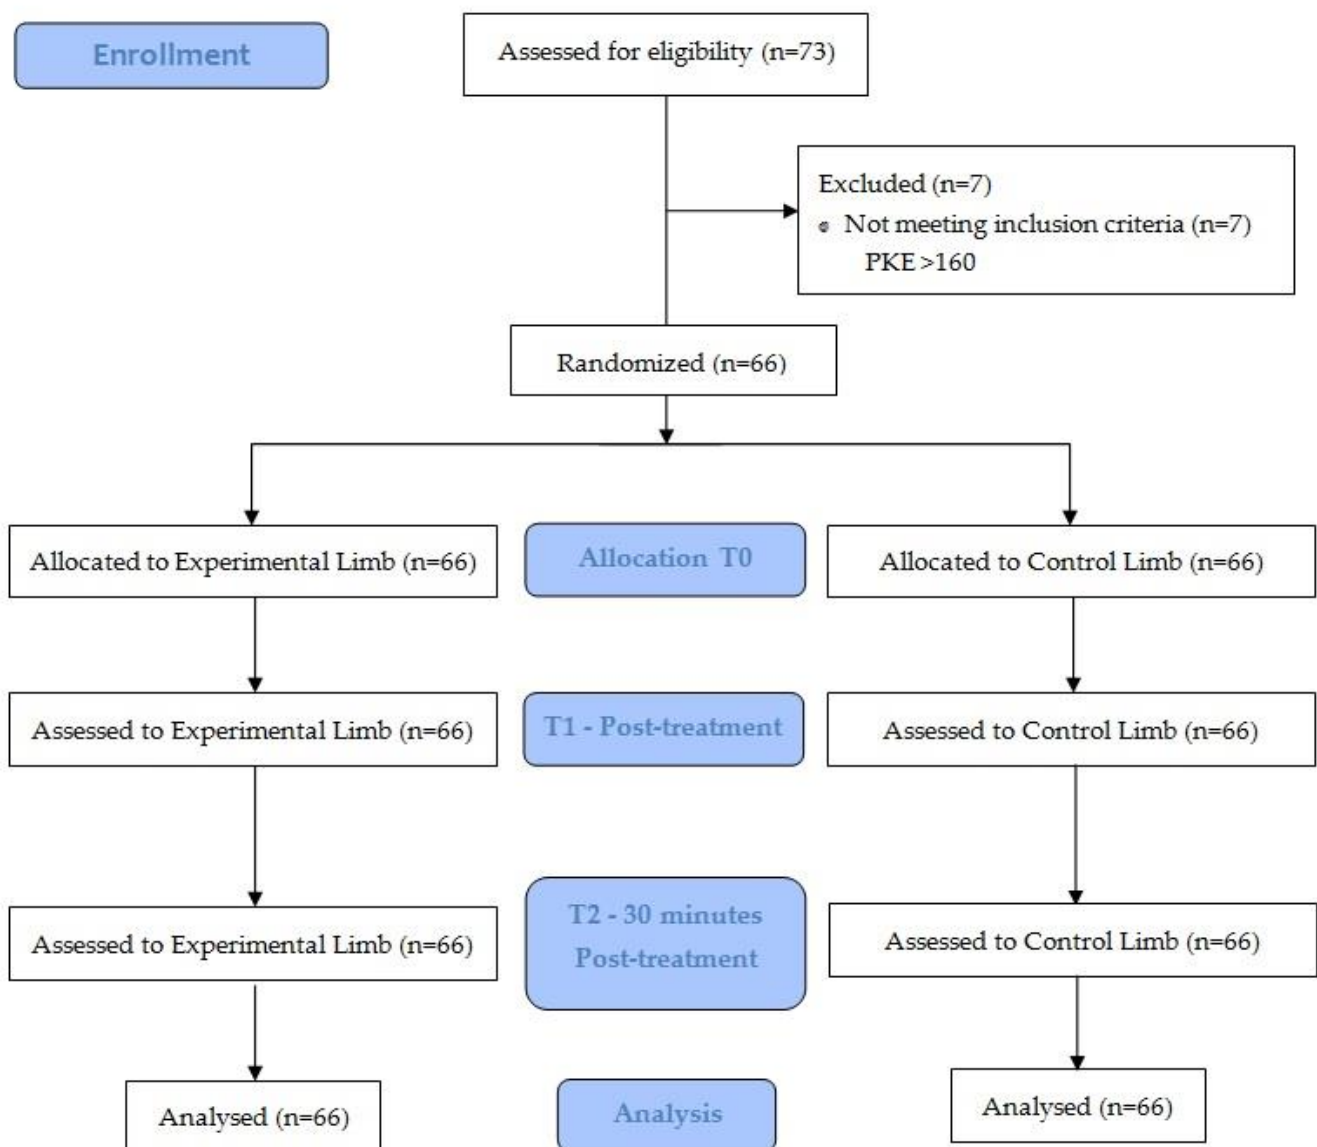 Enrollment
Assessed for eligibility (n=73)
Excluded (n=7)
Not meeting inclusion criteria (n=7)
PKE >160
Randomized (n=66)
Allocated to Experimental Limb (n=66)
Allocation T0
Allocated to Control Limb (n=66)
Assessed to Experimental Limb (n=66)
T1 - Post-treatment
Assessed to Control Limb (n=66)
Assessed to Experimental Limb (n=66)
T2 - 30 minutes
Post-treatment
Assessed to Control Limb (n=66)
Analysed (n=66)
Analysis
Analysed (n=66)